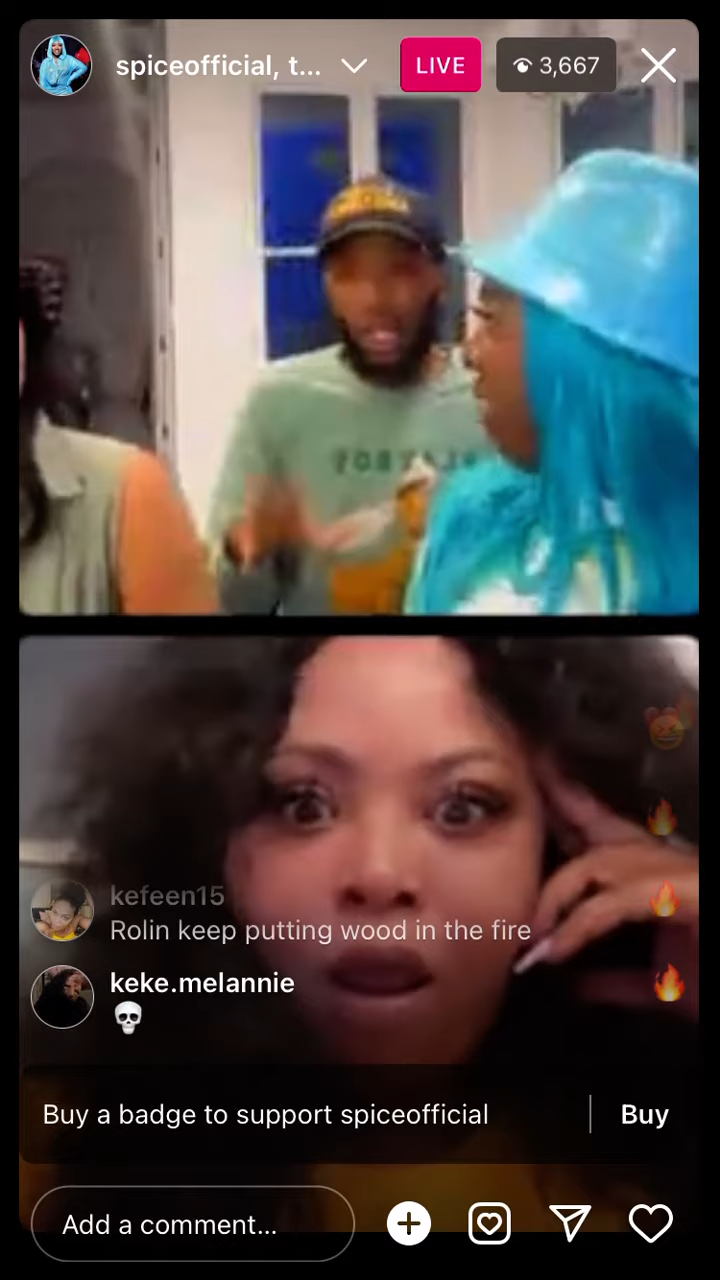 spiceofficial, t...
LIVE
3,667
kefeen15
Rolin keep putting wood in the fire
keke.melannie
💀
Buy a badge to support spiceofficial
Buy
Add a comment...